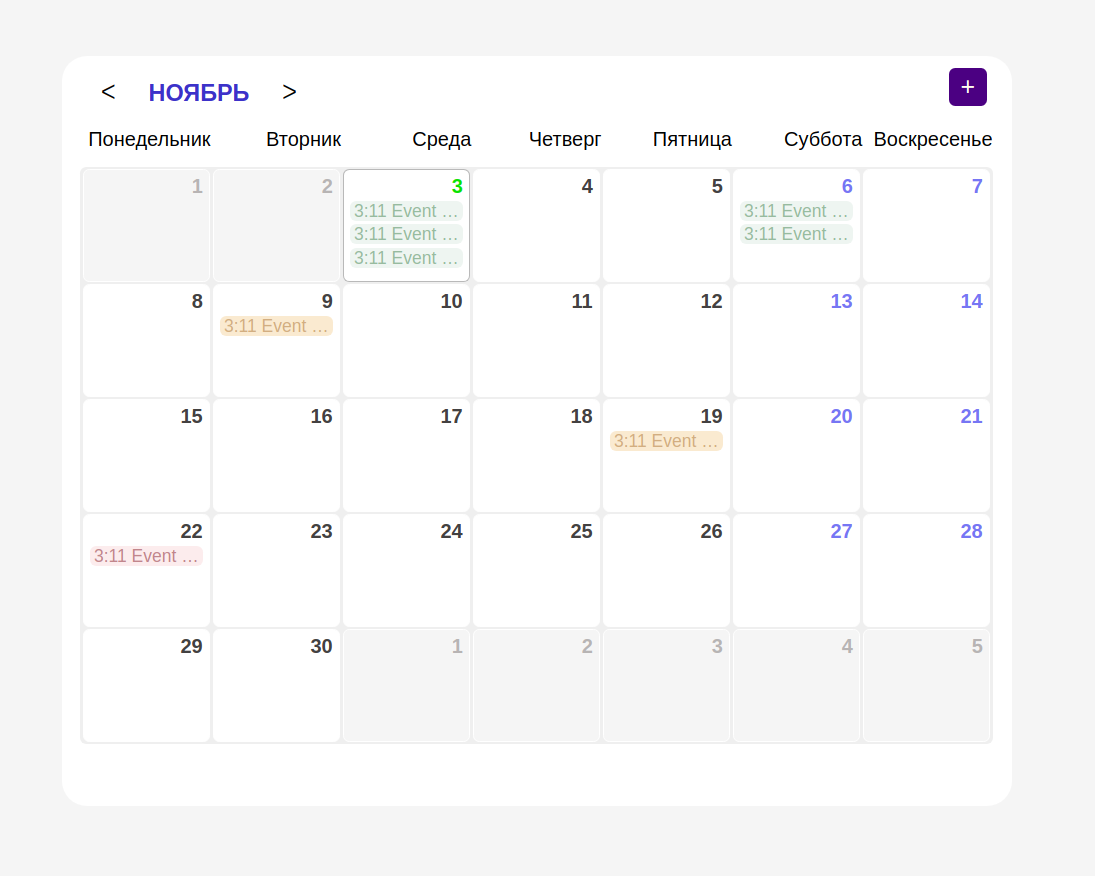 < НОЯБРЬ > +
Понедельник Вторник Среда Четверг Пятница Суббота Воскресенье
1 2 3 4 5 6 7
3:11 Event ... 3:11 Event ...
3:11 Event ... 3:11 Event ...
3:11 Event ...
8 9 10 11 12 13 14
3:11 Event ...
15 16 17 18 19 20 21
3:11 Event ...
22 23 24 25 26 27 28
3:11 Event ...
29 30 1 2 3 4 5